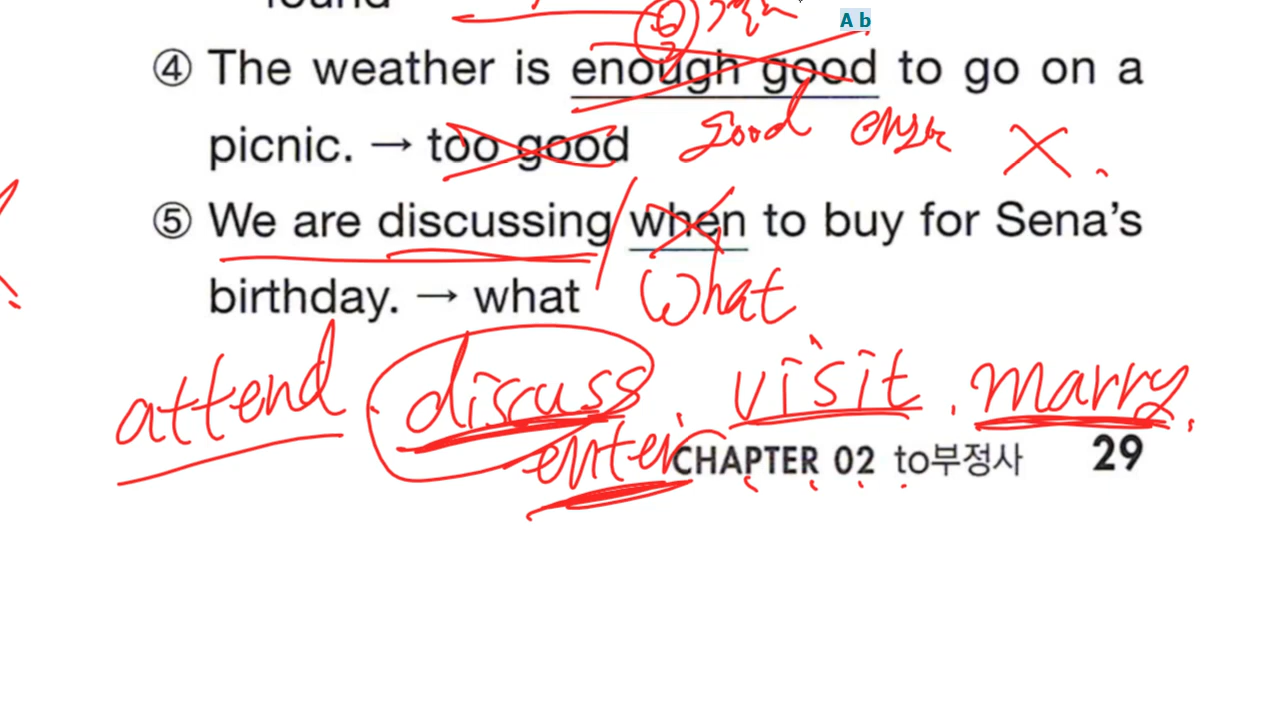 found
A b
④ The weather is enough good to go on a
picnic. → too good good
⑤ We are discussing when to buy for Sena's
birthday. → what What
attend discuss visit. marry.
enter
CHAPTER 02 to부정사 29